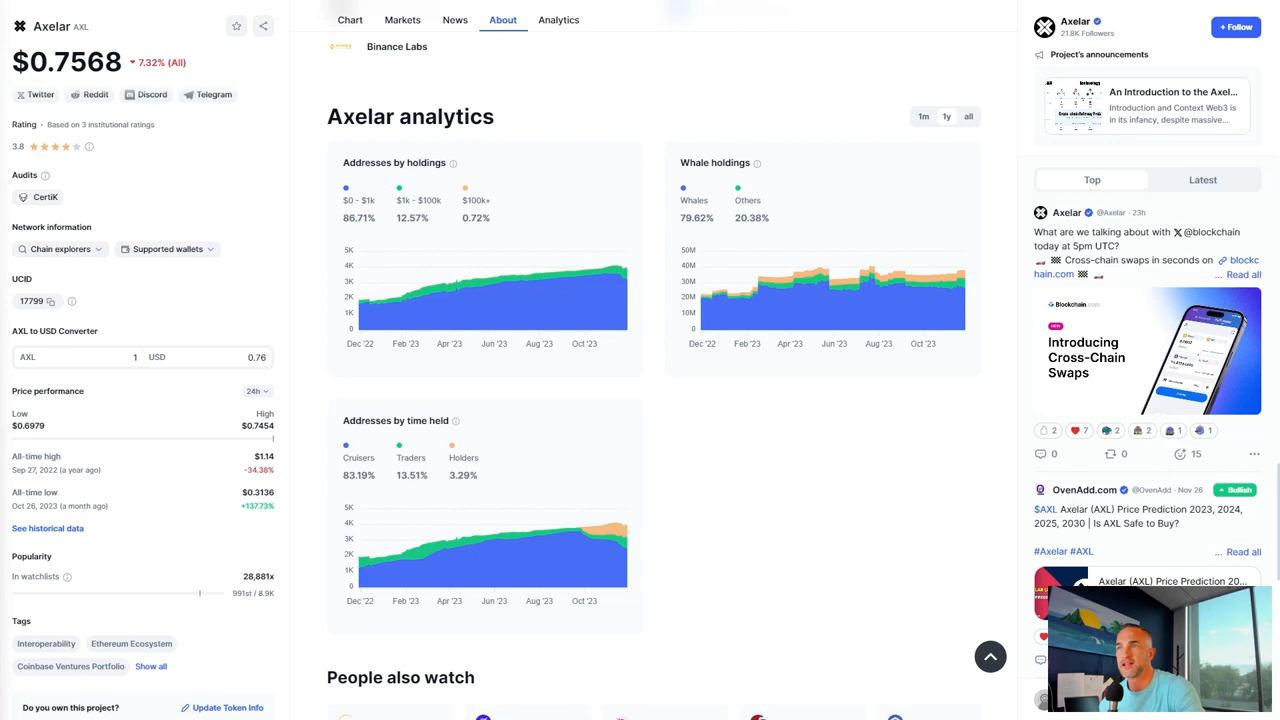 Axelar AXL
$0.7568 7.32% (All)
Twitter Reddit Discord Telegram
Rating · Based on 3 institutional ratings
3.8
Audits
CertiK
Network information
Chain explorers Supported wallets
UCID
17799
AXL to USD Converter
AXL 1 USD 0.76
Price performance 24h
Low High
$0.6979 $0.7454
All-time high $1.14
Sep 27, 2022 (a year ago) -34.38%
All-time low $0.3136
Oct 26, 2023 (a month ago) +137.73%
See historical data
Popularity
In watchlists 28,881x
991st / 8.9K
Tags
Interoperability Ethereum Ecosystem
Coinbase Ventures Portfolio Show all
Do you own this project? Update Token Info
Chart Markets News About Analytics
Binance Labs
Axelar analytics
1m 1y all
Addresses by holdings
$0 - $1k $1k - $100k $100k+
86.71% 12.57% 0.72%
5K
4K
3K
2K
1K
0
Dec '22 Feb '23 Apr '23 Jun '23 Aug '23 Oct '23
Whale holdings
Whales Others
79.62% 20.38%
50M
40M
30M
20M
10M
0
Dec '22 Feb '23 Apr '23 Jun '23 Aug '23 Oct '23
Addresses by time held
Cruisers Traders Holders
83.19% 13.51% 3.29%
5K
4K
3K
2K
1K
0
Dec '22 Feb '23 Apr '23 Jun '23 Aug '23 Oct '23
People also watch
Axelar
21.8K Followers
+ Follow
Project's announcements
An Introduction to the Axel...
Introduction and Context Web3 is
in its infancy, despite massive...
Top Latest
Axelar @Axelar · 23h
What are we talking about with @blockchain
today at 5pm UTC?
Cross-chain swaps in seconds on blockc
hain.com ... Read all
Blockchain.com
NEW
Introducing
Cross-Chain
Swaps
2 7 2 2 1 1
0 0 15
OvenAdd.com @OvenAdd · Nov 26 Bullish
$AXL Axelar (AXL) Price Prediction 2023, 2024,
2025, 2030 | Is AXL Safe to Buy?
#Axelar #AXL ... Read all
Axelar (AXL) Price Prediction 20...